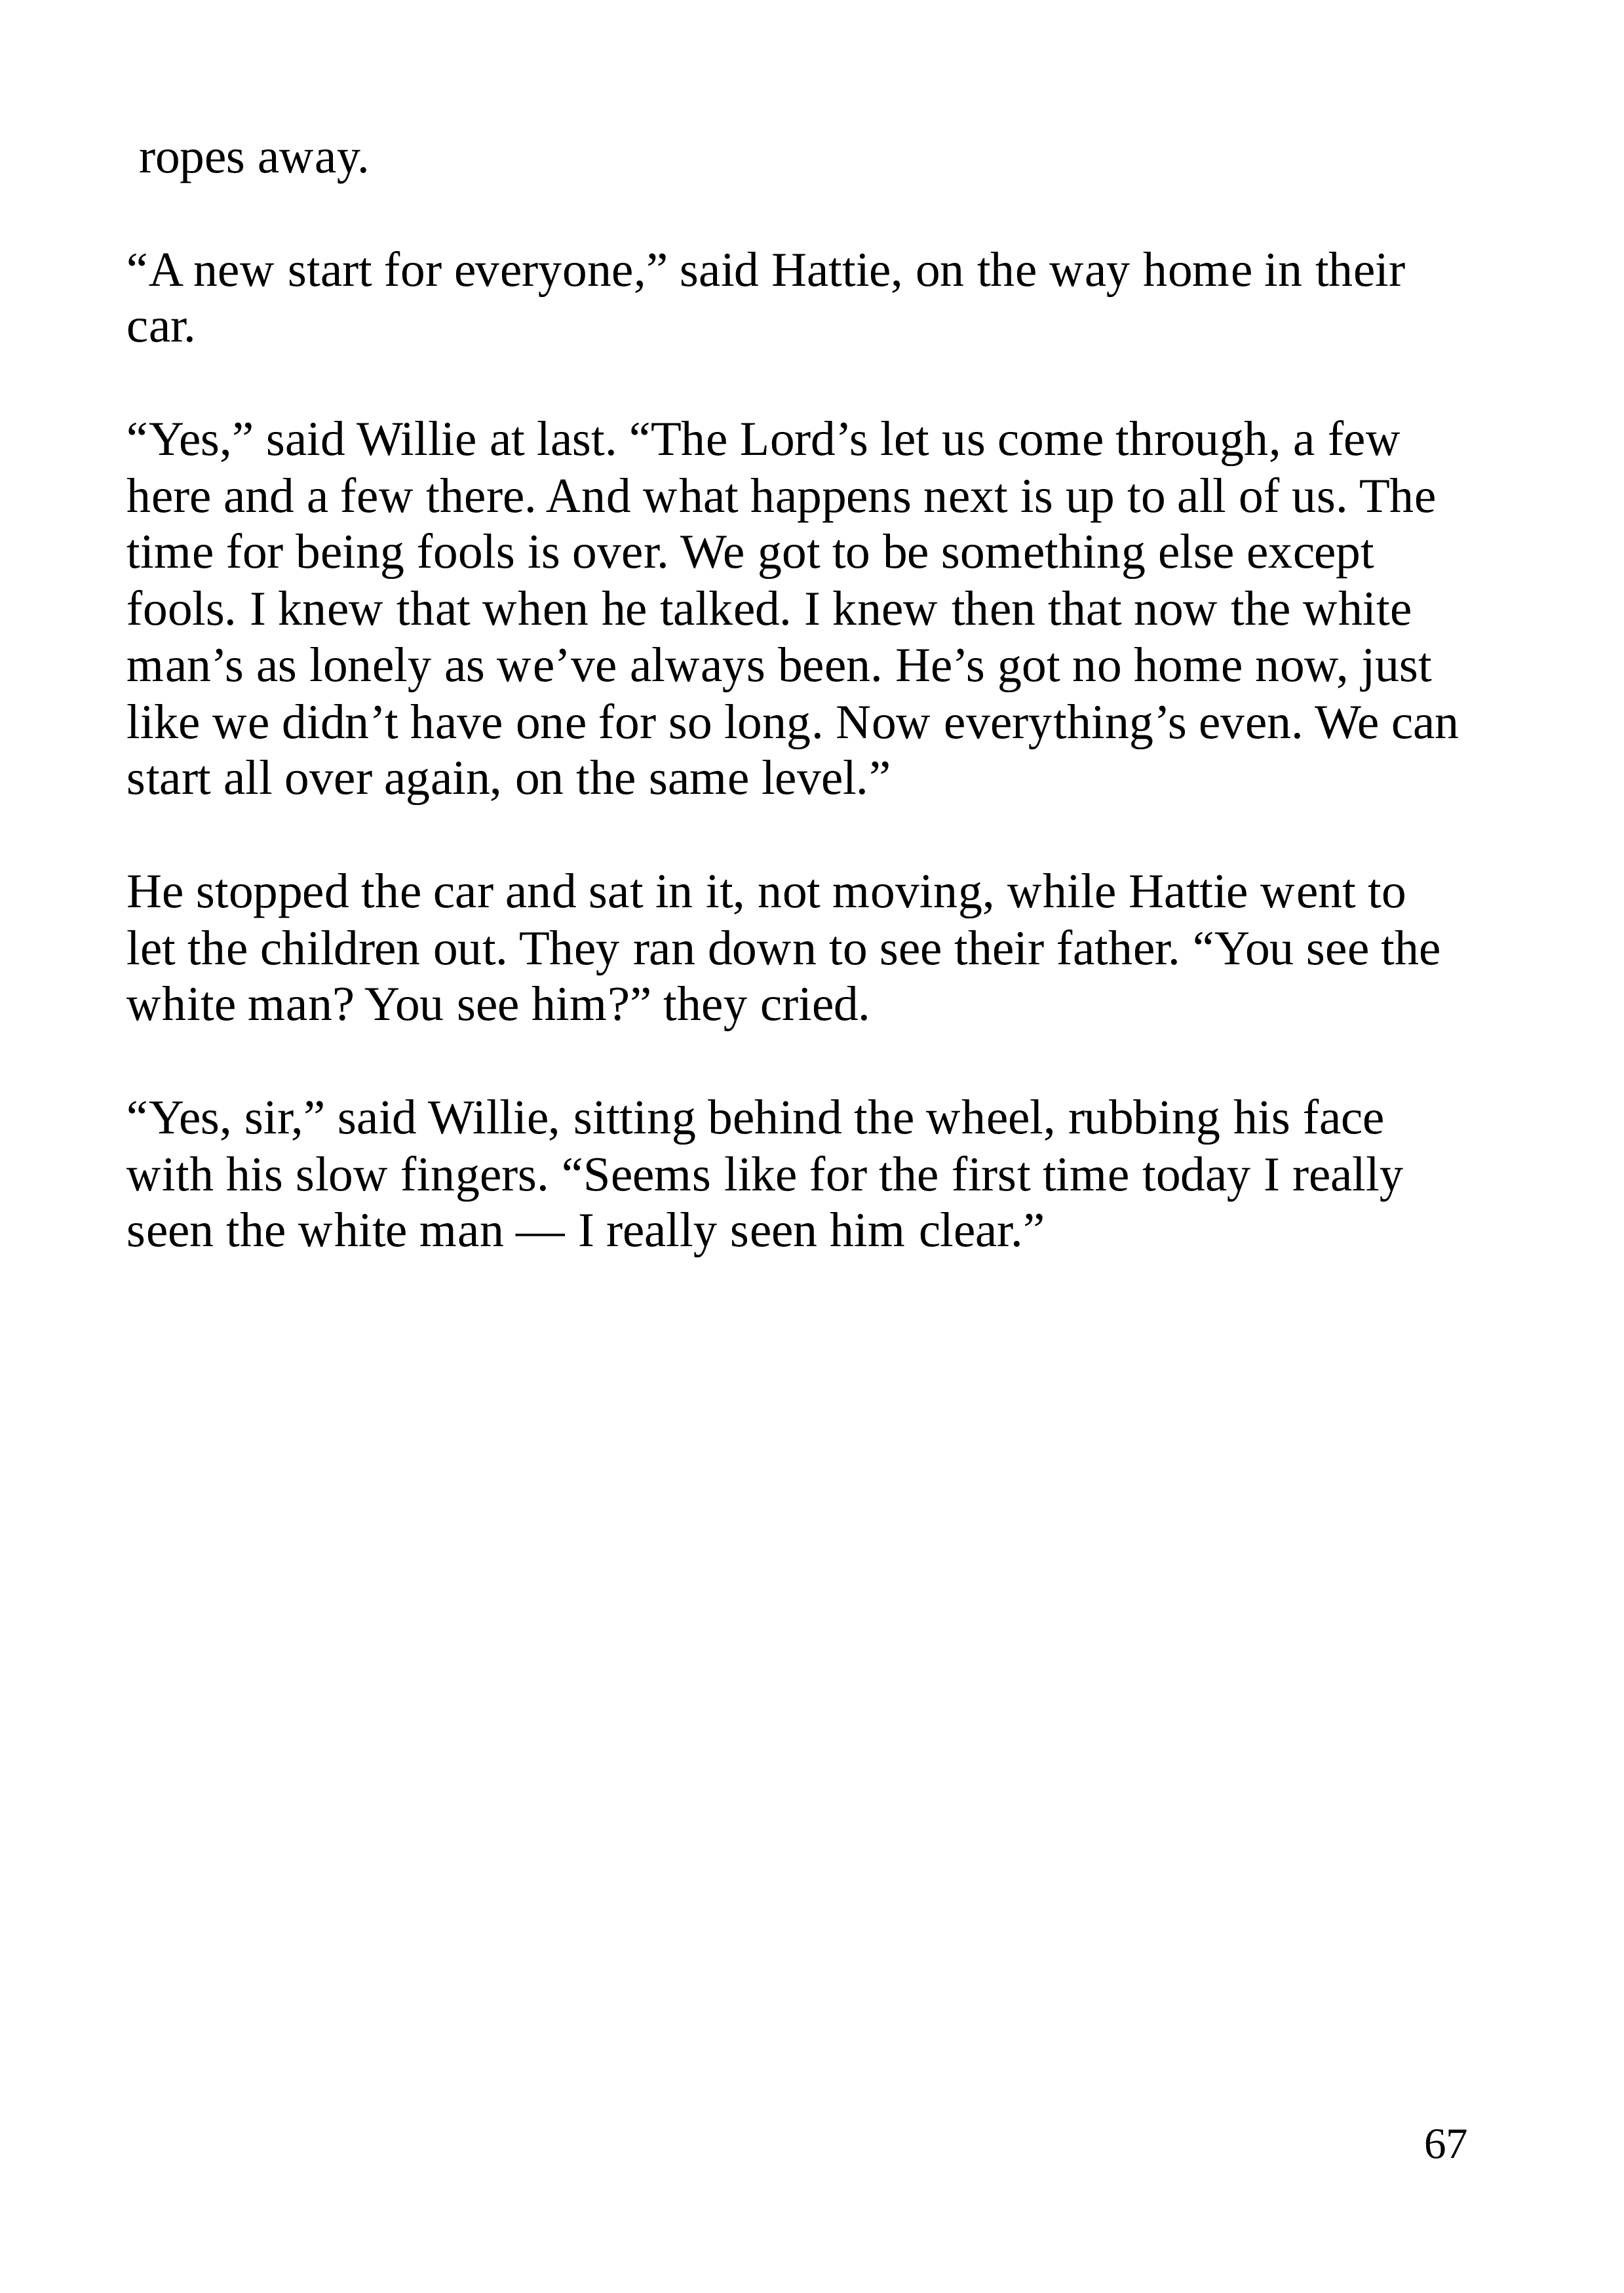 ropes away.
“A new start for everyone,” said Hattie, on the way home in their
car.
“Yes,” said Willie at last. “The Lord’s let us come through, a few
here and a few there. And what happens next is up to all of us. The
time for being fools is over. We got to be something else except
fools. I knew that when he talked. I knew then that now the white
man’s as lonely as we’ve always been. He’s got no home now, just
like we didn’t have one for so long. Now everything’s even. We can
start all over again, on the same level.”
He stopped the car and sat in it, not moving, while Hattie went to
let the children out. They ran down to see their father. “You see the
white man? You see him?” they cried.
“Yes, sir,” said Willie, sitting behind the wheel, rubbing his face
with his slow fingers. “Seems like for the first time today I really
seen the white man — I really seen him clear.”
67